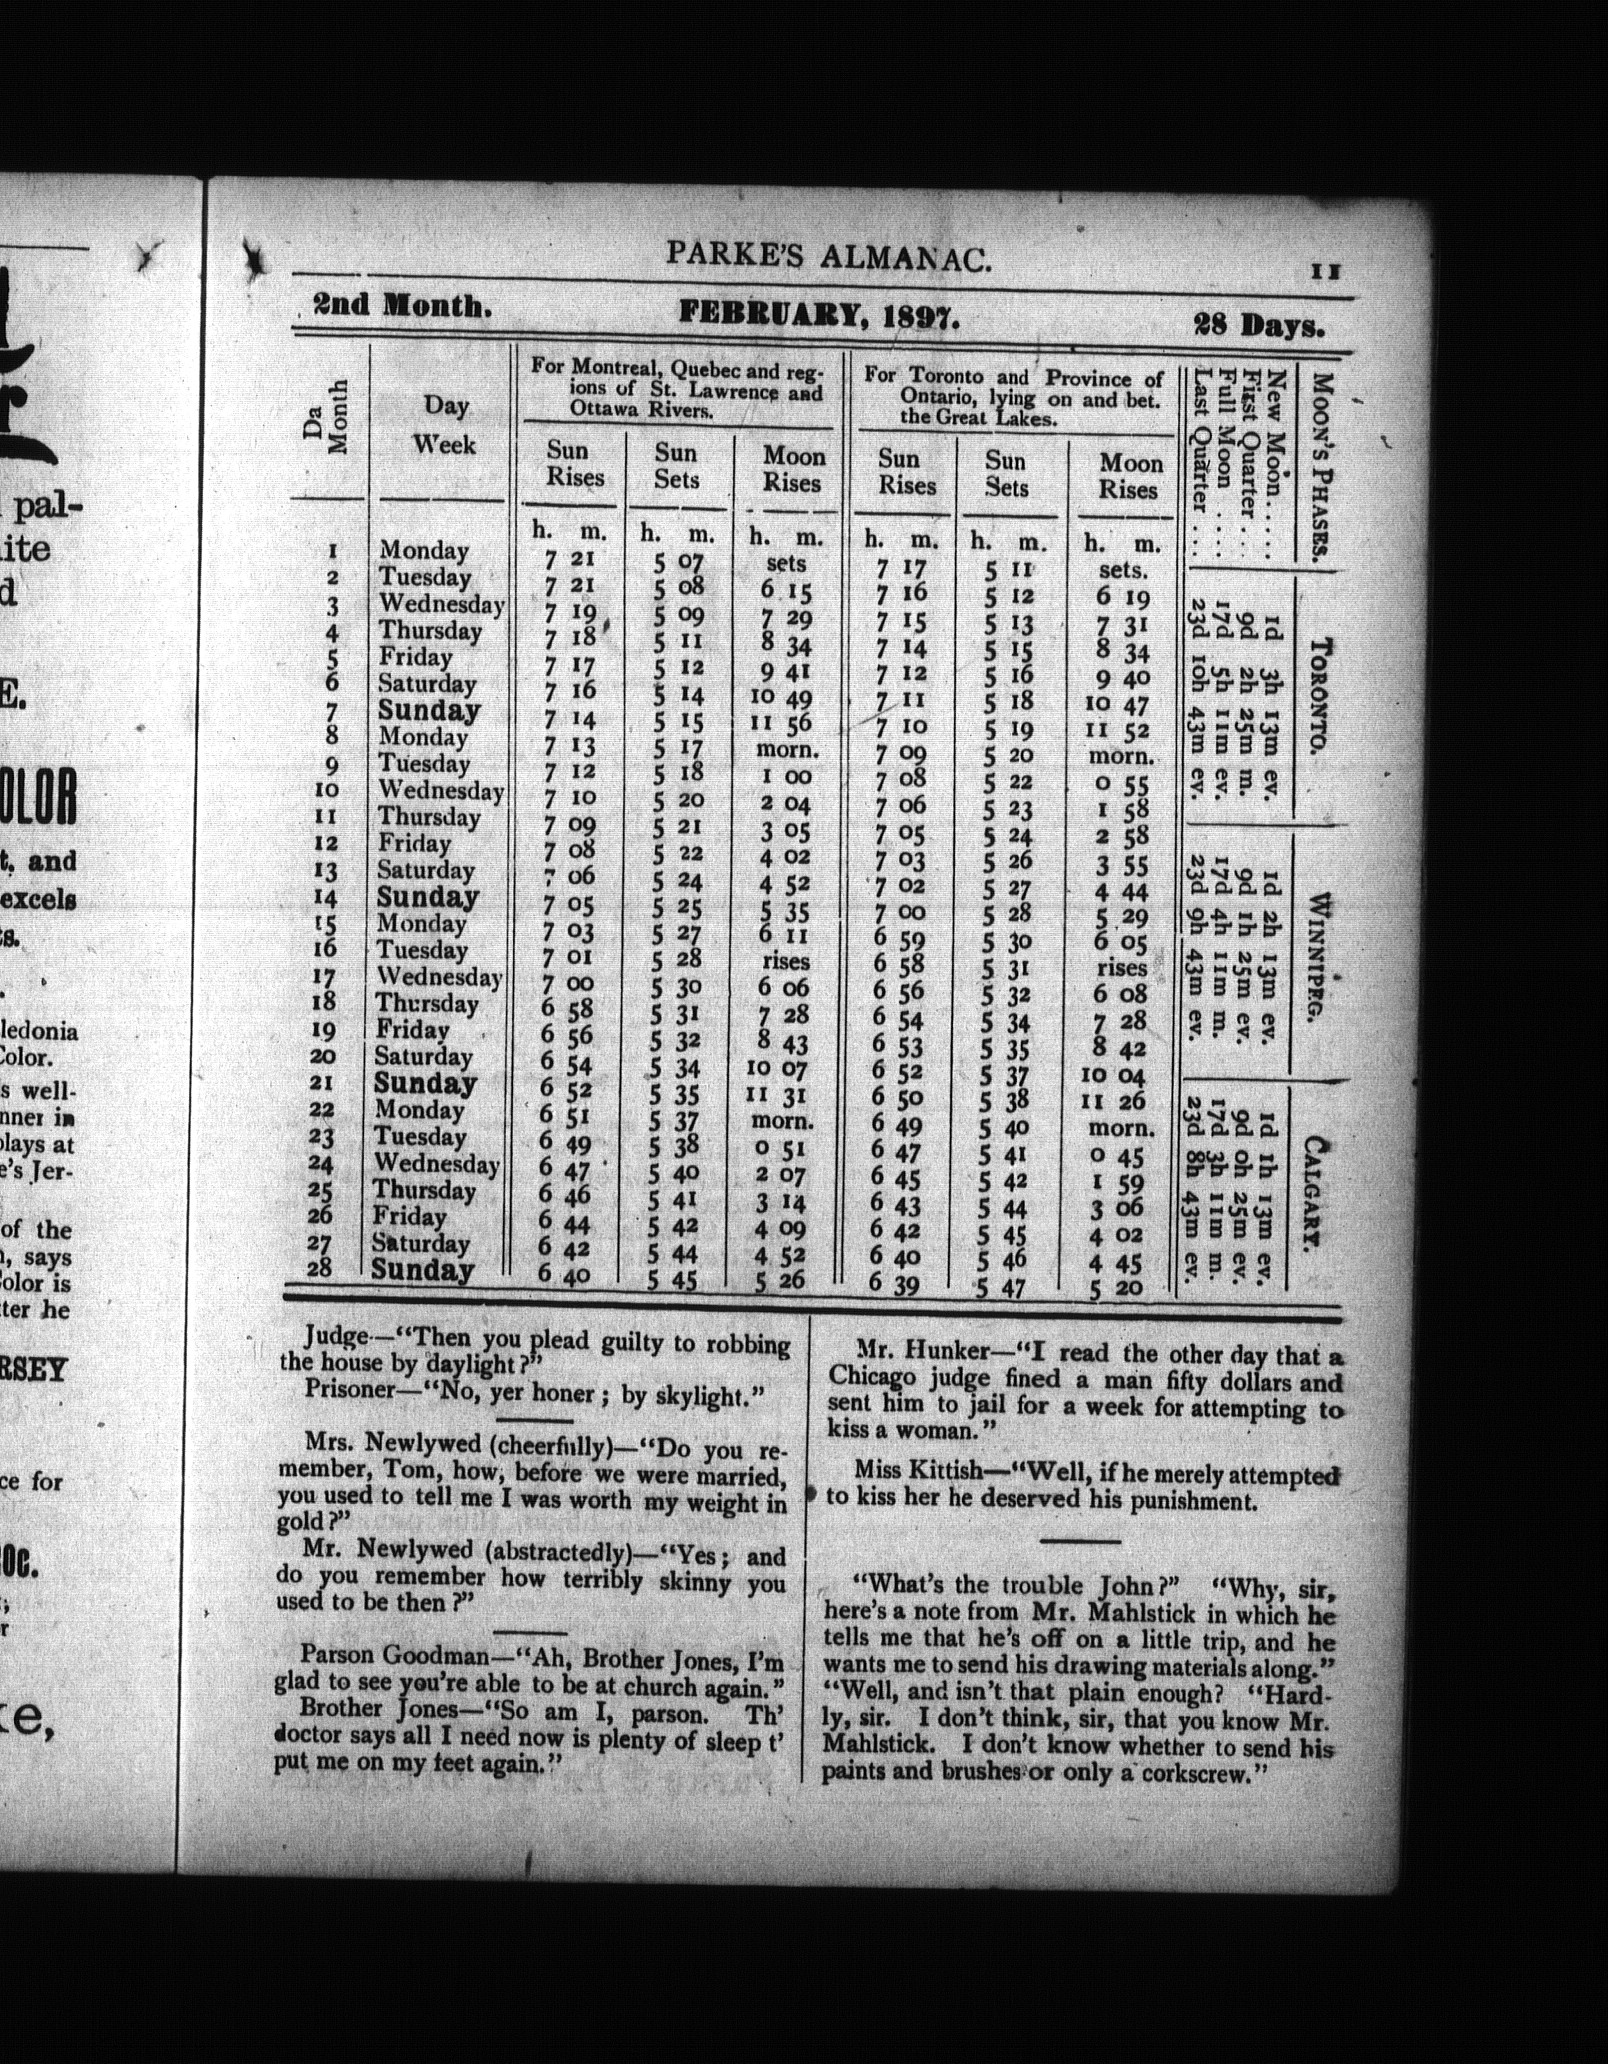 pal-
ite
d
E.
OLOR
t, and
excels
s.
ledonia
Color.
s well-
nner in
plays at
e's Jer-
of the
n, says
Color is
tter he
RSEY
ce for
oc.
r
ke,
PARKE'S ALMANAC.
11
2nd Month. FEBRUARY, 1897. 28 Days.
Da Month
Day Week
For Montreal, Quebec and reg-
ions of St. Lawrence and
Ottawa Rivers.
For Toronto and Province of
Ontario, lying on and bet.
the Great Lakes.
Sun Rises Sun Sets Moon Rises Sun Rises Sun Sets Moon Rises
h. m. h. m. h. m. h. m. h. m. h. m.
1 Monday 7 21 5 07 sets 7 17 5 11 sets.
2 Tuesday 7 21 5 08 6 15 7 16 5 12 6 19
3 Wednesday 7 19 5 09 7 29 7 15 5 13 7 31
4 Thursday 7 18 5 11 8 34 7 14 5 15 8 34
5 Friday 7 17 5 12 9 41 7 12 5 16 9 40
6 Saturday 7 16 5 14 10 49 7 11 5 18 10 47
7 Sunday 7 14 5 15 11 56 7 10 5 19 11 52
8 Monday 7 13 5 17 morn. 7 09 5 20 morn.
9 Tuesday 7 12 5 18 1 00 7 08 5 22 0 55
10 Wednesday 7 10 5 20 2 04 7 06 5 23 1 58
11 Thursday 7 09 5 21 3 05 7 05 5 24 2 58
12 Friday 7 08 5 22 4 02 7 03 5 26 3 55
13 Saturday 7 06 5 24 4 52 7 02 5 27 4 44
14 Sunday 7 05 5 25 5 35 7 00 5 28 5 29
15 Monday 7 03 5 27 6 11 6 59 5 30 6 05
16 Tuesday 7 01 5 28 rises 6 58 5 31 rises
17 Wednesday 7 00 5 30 6 06 6 56 5 32 6 08
18 Thursday 6 58 5 31 7 28 6 54 5 34 7 28
19 Friday 6 56 5 32 8 43 6 53 5 35 8 42
20 Saturday 6 54 5 34 10 07 6 52 5 37 10 04
21 Sunday 6 52 5 35 11 31 6 50 5 38 11 26
22 Monday 6 51 5 37 morn. 6 49 5 40 morn.
23 Tuesday 6 49 5 38 0 51 6 47 5 41 0 45
24 Wednesday 6 47 5 40 2 07 6 45 5 42 1 59
25 Thursday 6 46 5 41 3 14 6 43 5 44 3 06
26 Friday 6 44 5 42 4 09 6 42 5 45 4 02
27 Saturday 6 42 5 44 4 52 6 40 5 46 4 45
28 Sunday 6 40 5 45 5 26 6 39 5 47 5 20
MOON'S PHASES. TORONTO. WINNIPEG. CALGARY.
New Moon...... 1d 3h 13m ev. 1d 2h 13m ev. 1d 1h 13m ev.
First Quarter... 9d 2h 25m m. 9d 1h 25m ev. 9d 0h 25m ev.
Full Moon .... 17d 5h 11m ev. 17d 4h 11m m. 17d 3h 11m m.
Last Quarter ... 23d 10h 43m ev. 23d 9h 43m ev. 23d 8h 43m ev.
Judge—“Then you plead guilty to robbing
the house by daylight?”
Prisoner—“No, yer honer; by skylight.”
Mrs. Newlywed (cheerfully)—“Do you re-
member, Tom, how, before we were married,
you used to tell me I was worth my weight in
gold?”
Mr. Newlywed (abstractedly)—“Yes; and
do you remember how terribly skinny you
used to be then?”
Parson Goodman—“Ah, Brother Jones, I'm
glad to see you're able to be at church again.”
Brother Jones—“So am I, parson. Th'
doctor says all I need now is plenty of sleep t'
put me on my feet again.”
Mr. Hunker—“I read the other day that a
Chicago judge fined a man fifty dollars and
sent him to jail for a week for attempting to
kiss a woman.”
Miss Kittish—“Well, if he merely attempted
to kiss her he deserved his punishment.
“What's the trouble John?” “Why, sir,
here's a note from Mr. Mahlstick in which he
tells me that he's off on a little trip, and he
wants me to send his drawing materials along.”
“Well, and isn't that plain enough? “Hard-
ly, sir. I don't think, sir, that you know Mr.
Mahlstick. I don't know whether to send his
paints and brushes or only a corkscrew.”